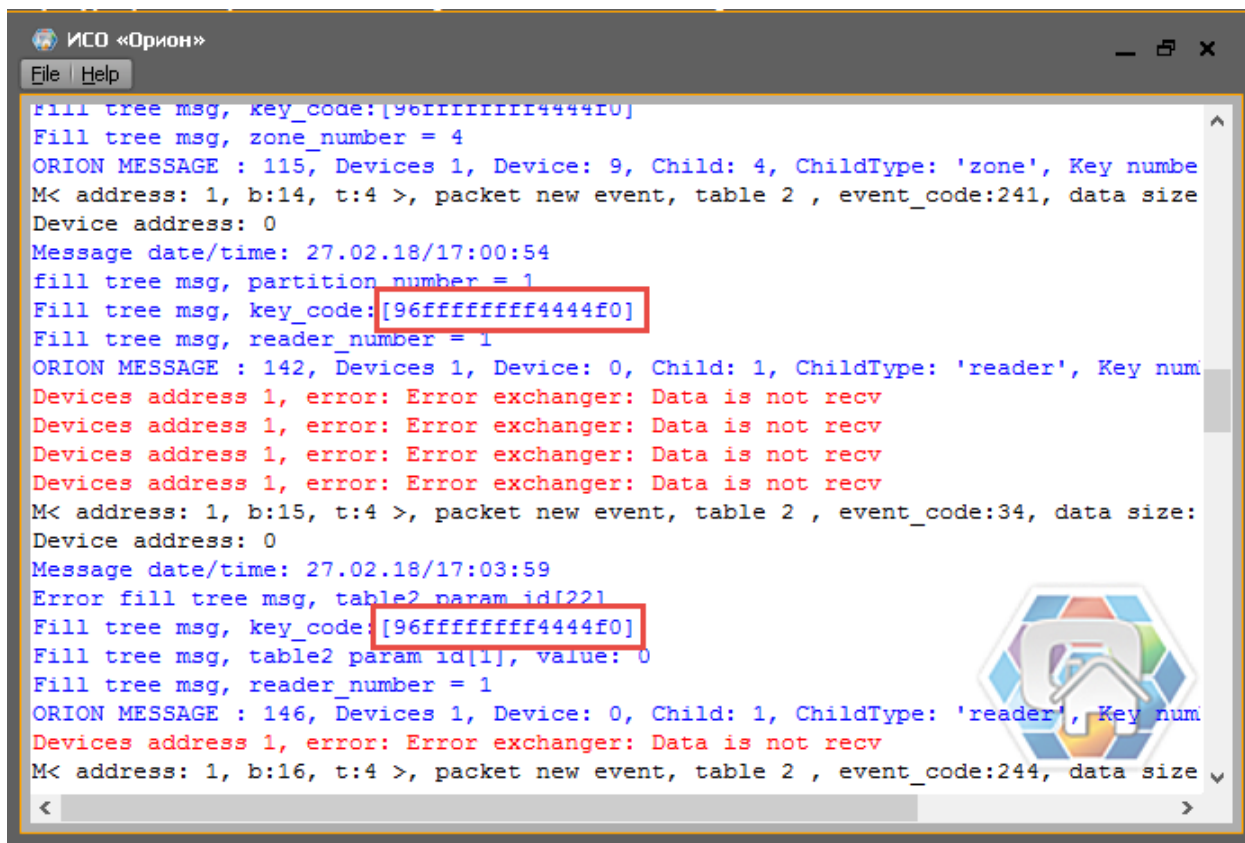 ИСО «Орион»
File Help
Fill tree msg, key_code:[96ffffffff4444f0]
Fill tree msg, zone_number = 4
ORION MESSAGE : 115, Devices 1, Device: 9, Child: 4, ChildType: 'zone', Key numbe
M< address: 1, b:14, t:4 >, packet new event, table 2 , event_code:241, data size
Device address: 0
Message date/time: 27.02.18/17:00:54
fill tree msg, partition_number = 1
Fill tree msg, key_code:[96ffffffff4444f0]
Fill tree msg, reader_number = 1
ORION MESSAGE : 142, Devices 1, Device: 0, Child: 1, ChildType: 'reader', Key num
Devices address 1, error: Error exchanger: Data is not recv
Devices address 1, error: Error exchanger: Data is not recv
Devices address 1, error: Error exchanger: Data is not recv
Devices address 1, error: Error exchanger: Data is not recv
M< address: 1, b:15, t:4 >, packet new event, table 2 , event_code:34, data size:
Device address: 0
Message date/time: 27.02.18/17:03:59
Error fill tree msg, table2 param id[22]
Fill tree msg, key_code:[96ffffffff4444f0]
Fill tree msg, table2 param id[1], value: 0
Fill tree msg, reader_number = 1
ORION MESSAGE : 146, Devices 1, Device: 0, Child: 1, ChildType: 'reader', Key num
Devices address 1, error: Error exchanger: Data is not recv
M< address: 1, b:16, t:4 >, packet new event, table 2 , event_code:244, data size